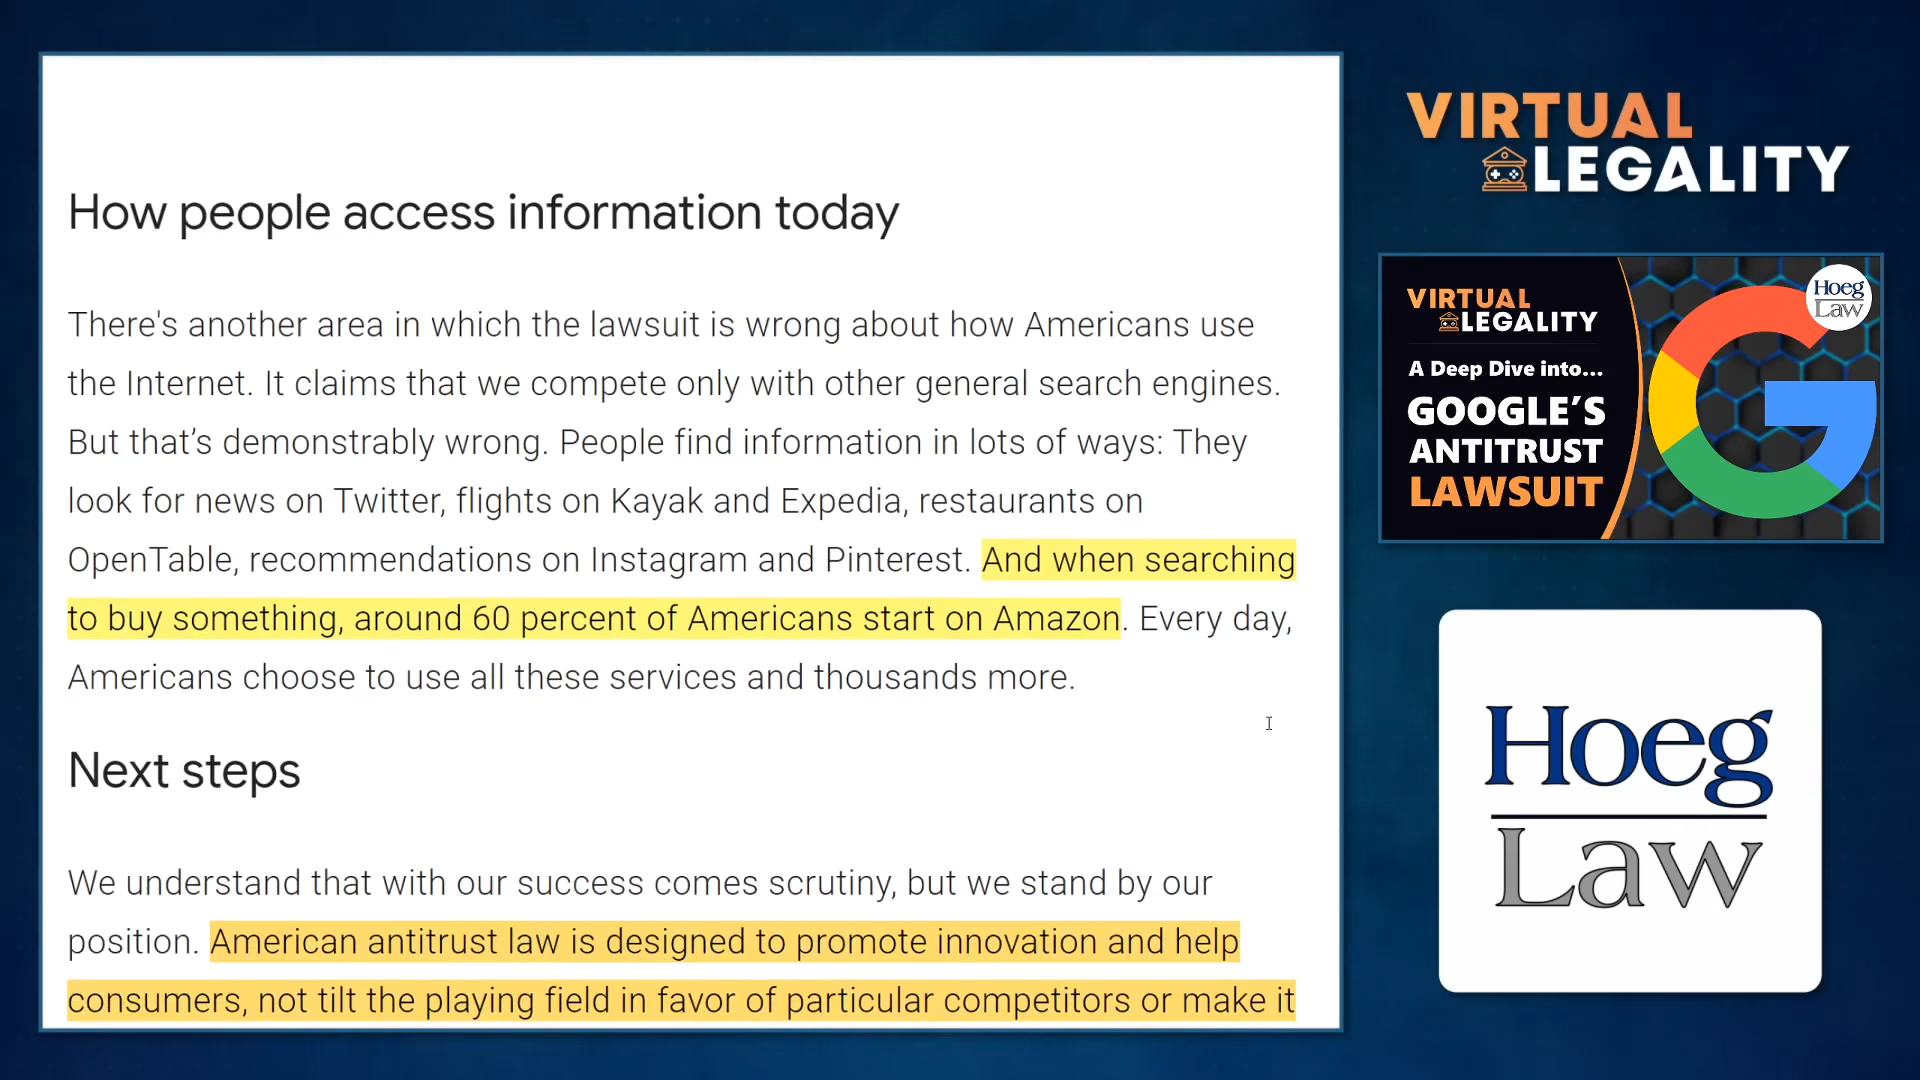 How people access information today
There's another area in which the lawsuit is wrong about how Americans use
the Internet. It claims that we compete only with other general search engines.
But that’s demonstrably wrong. People find information in lots of ways: They
look for news on Twitter, flights on Kayak and Expedia, restaurants on
OpenTable, recommendations on Instagram and Pinterest. And when searching
to buy something, around 60 percent of Americans start on Amazon. Every day,
Americans choose to use all these services and thousands more.
Next steps
We understand that with our success comes scrutiny, but we stand by our
position. American antitrust law is designed to promote innovation and help
consumers, not tilt the playing field in favor of particular competitors or make it
VIRTUAL
LEGALITY
VIRTUAL
LEGALITY
A Deep Dive into...
GOOGLE’S
ANTITRUST
LAWSUIT
Hoeg
Law
Hoeg
Law